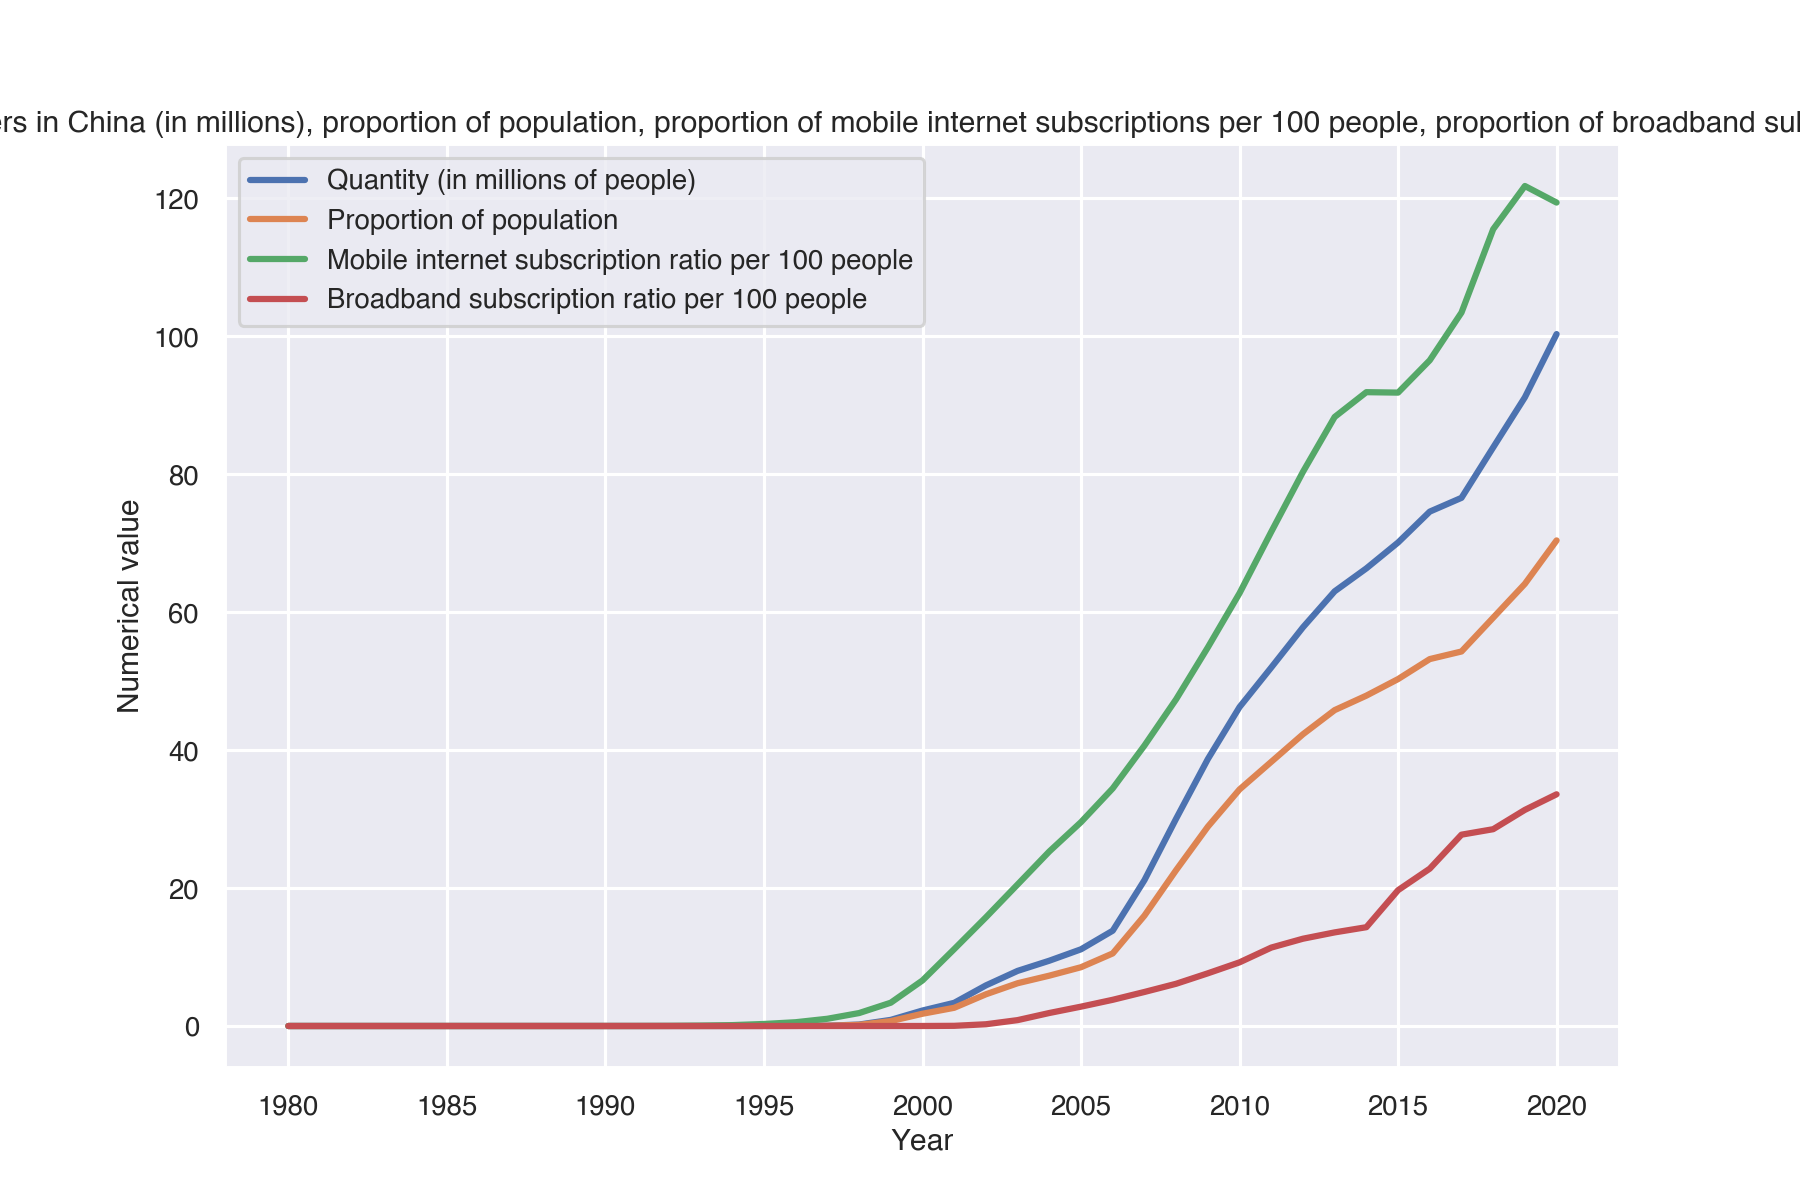 in China (in millions), proportion of population, proportion of mobile internet subscriptions per 100 people, proportion of broadband
Quantity (in millions of people)
Proportion of population
Mobile internet subscription ratio per 100 people
Broadband subscription ratio per 100 people
120
100
80
60
40
20
0
Numerical value
1980 1985 1990 1995 2000 2005 2010 2015 2020
Year